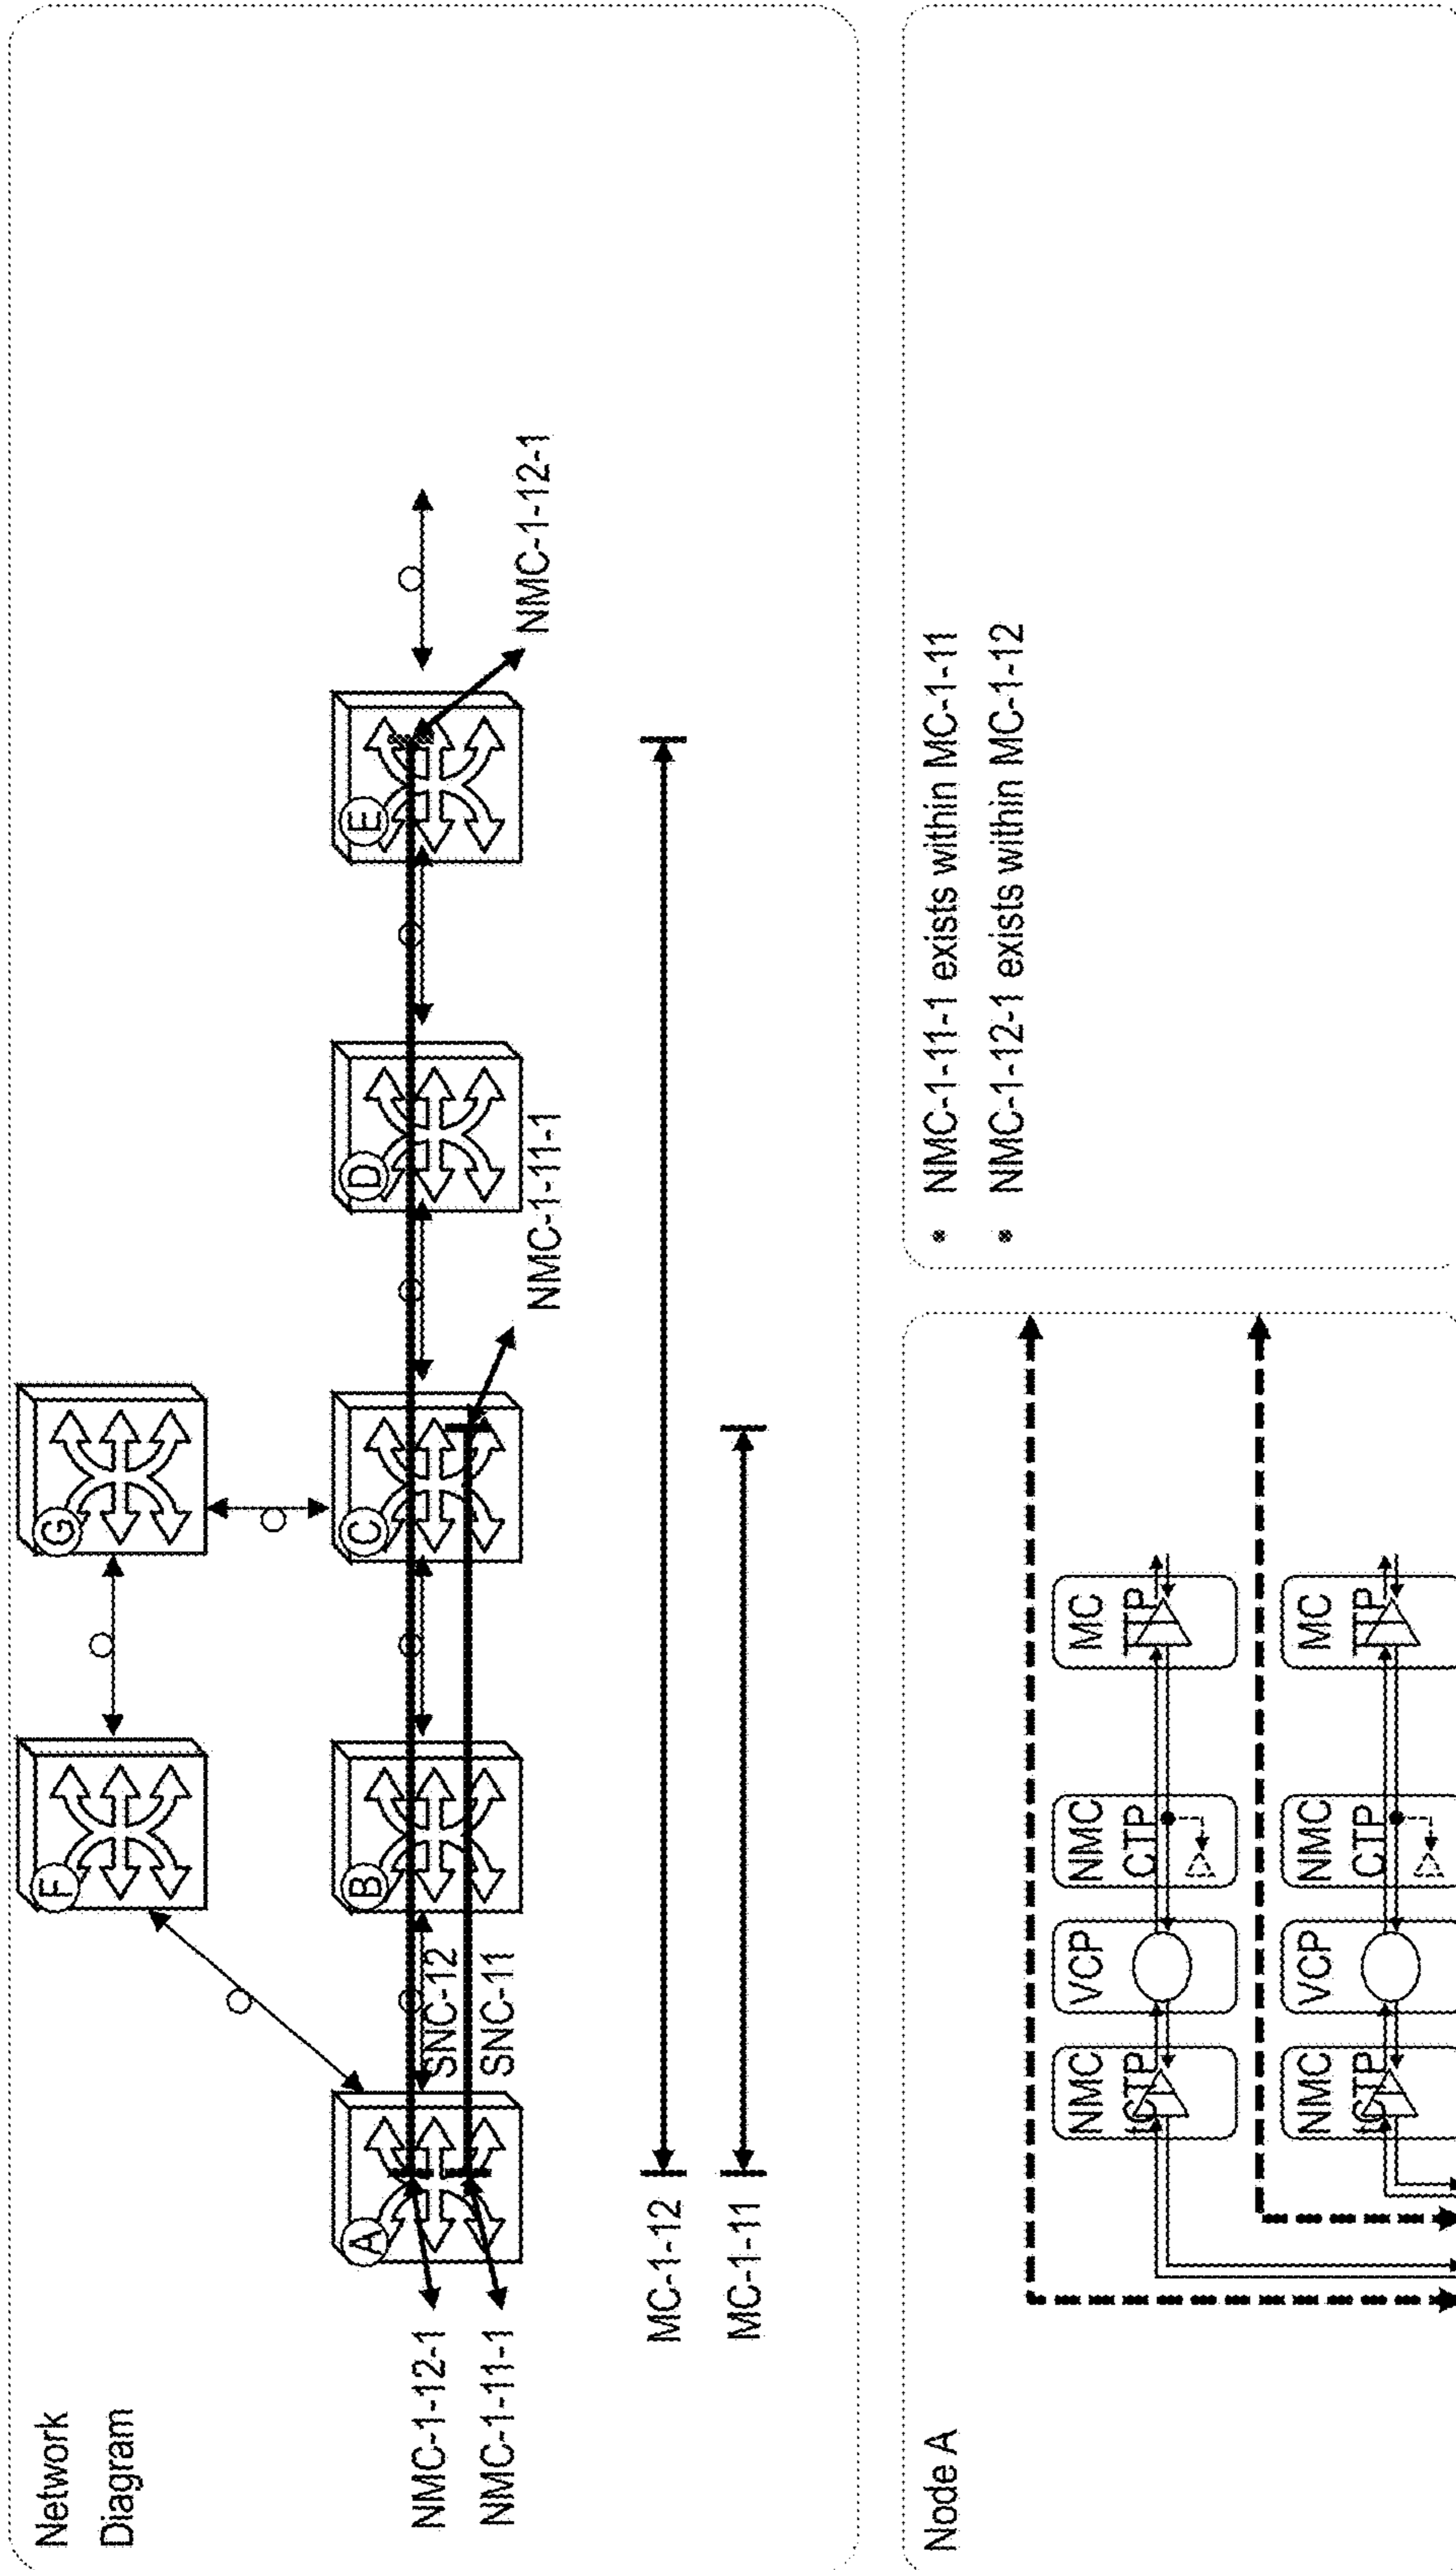 Network
Diagram
F
G
A
B
C
D
E
SNC-12
SNC-11
NMC-1-12-1
NMC-1-11-1
NMC-1-11-1
NMC-1-12-1
MC-1-12
MC-1-11
Node A
NMC
tCTP
VCP
NMC
CTP
MC
TTP
NMC
tCTP
VCP
NMC
CTP
MC
TTP
• NMC-1-11-1 exists within MC-1-11
• NMC-1-12-1 exists within MC-1-12